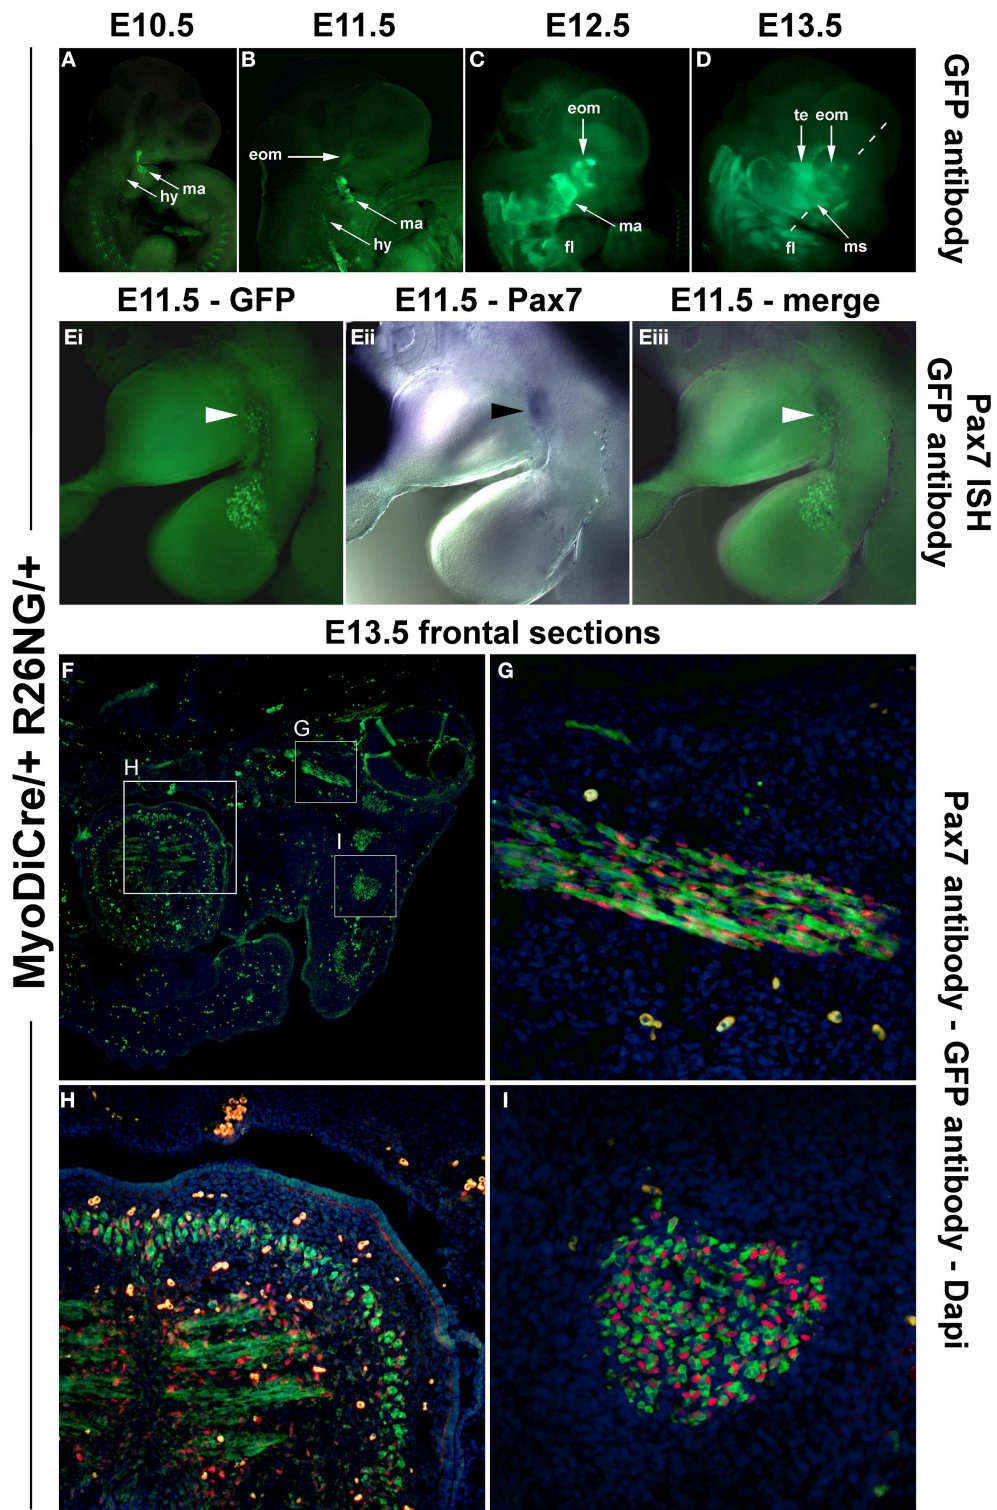 E10.5
E11.5
E12.5
E13.5
A
hy
ma
B
eom
ma
hy
C
eom
ma
fl
D
te
eom
fl
ms
GFP antibody
E11.5 - GFP
E11.5 - Pax7
E11.5 - merge
Ei
Eii
Eiii
Pax7 ISH
GFP antibody
MyoDiCre/+ R26NG/+
E13.5 frontal sections
F
G
H
I
G
H
I
Pax7 antibody - GFP antibody - Dapi